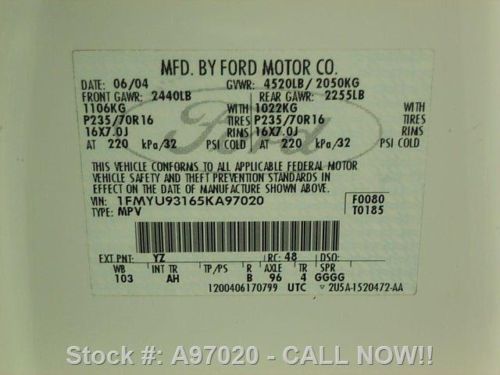 MFD. BY FORD MOTOR CO.
DATE: 06/04 GVWR: 4520LB/ 2050KG
FRONT GAWR: 2440LB REAR GAWR: 2255LB
1106KG WITH 1022KG WITH
P235/70R16 TIRES P235/70R16 TIRES
16X7.0J RIMS 16X7.0J RIMS
AT 220 kPa/32 PSI COLD AT 220 kPa/32 PSI COLD
THIS VEHICLE CONFORMS TO ALL APPLICABLE FEDERAL MOTOR
VEHICLE SAFETY AND THEFT PREVENTION STANDARDS IN
EFFECT ON THE DATE OF MANUFACTURE SHOWN ABOVE.
VIN: 1FMYU93165KA97020 F0080
TYPE: MPV T0185
EXT PNT: YZ RC: 48 DSO:
WB INT TR TP/PS R AXLE TR SPR
103 AH B 96 4 GGGG
1200406170799 UTC 2U5A-1520472-AA
Ford
Stock #: A97020 - CALL NOW!!